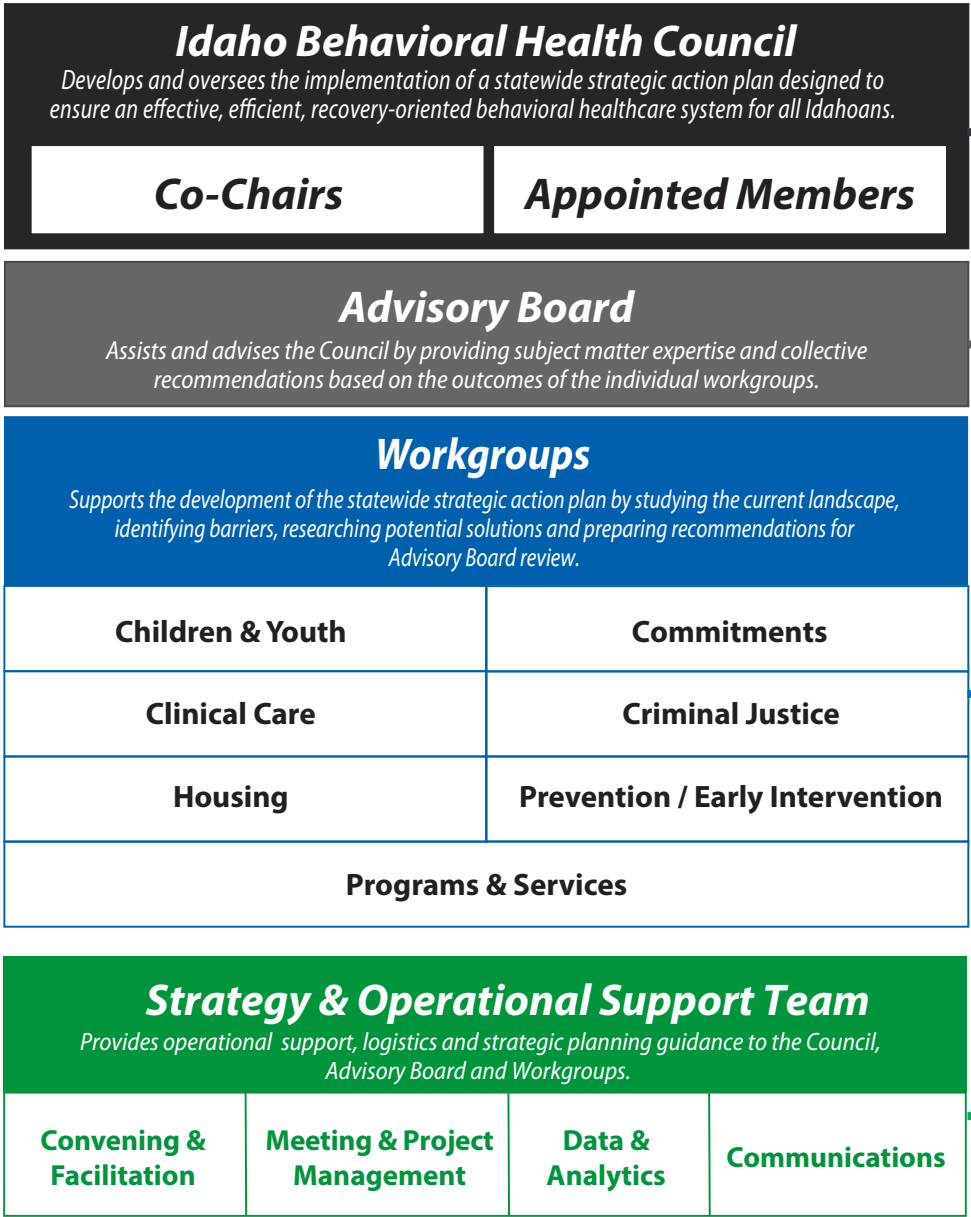 Idaho Behavioral Health Council
Develops and oversees the implementation of a statewide strategic action plan designed to
ensure an effective, efficient, recovery-oriented behavioral healthcare system for all Idahoans.
Co-Chairs
Appointed Members
Advisory Board
Assists and advises the Council by providing subject matter expertise and collective
recommendations based on the outcomes of the individual workgroups.
Workgroups
Supports the development of the statewide strategic action plan by studying the current landscape,
identifying barriers, researching potential solutions and preparing recommendations for
Advisory Board review.
Children & Youth
Commitments
Clinical Care
Criminal Justice
Housing
Prevention / Early Intervention
Programs & Services
Strategy & Operational Support Team
Provides operational support, logistics and strategic planning guidance to the Council,
Advisory Board and Workgroups.
Convening &
Facilitation
Meeting & Project
Management
Data &
Analytics
Communications